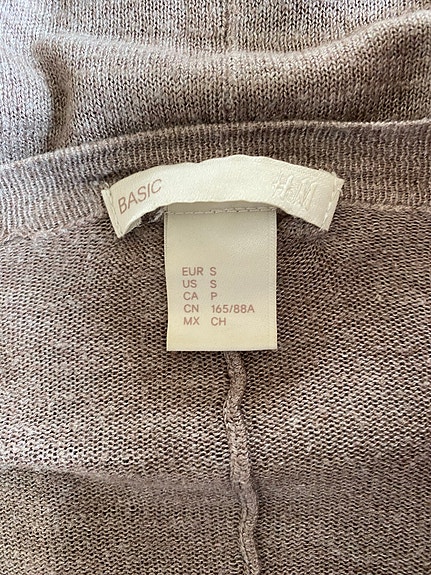 BASIC H&M
EUR S
US S
CA P
CN 165/88A
MX CH